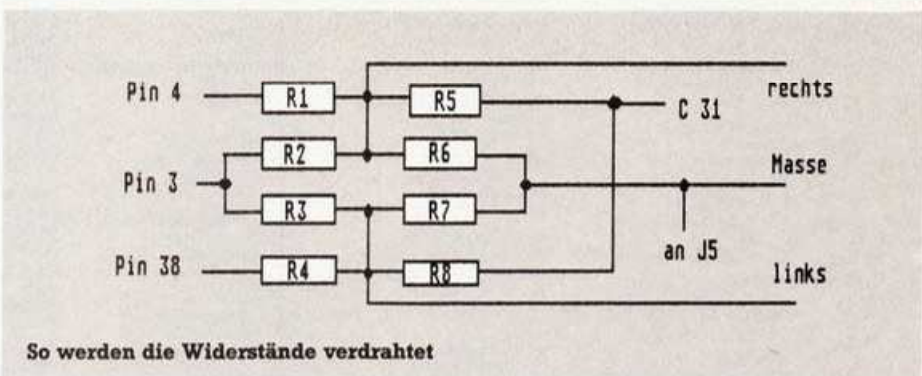 rechts
Pin 4
R1
R5
C 31
R2
R6
Masse
Pin 3
R3
R7
an J5
Pin 38
R4
R8
links
So werden die Widerstände verdrahtet